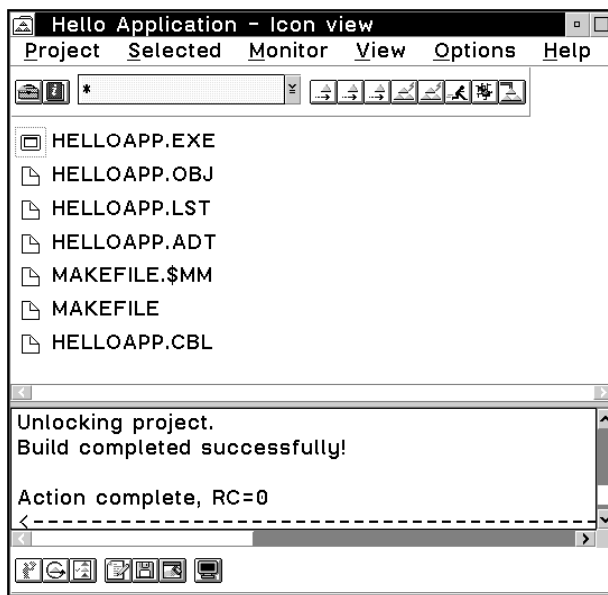 Hello Application - Icon view
Project Selected Monitor View Options Help
*
HELLOAPP.EXE
HELLOAPP.OBJ
HELLOAPP.LST
HELLOAPP.ADT
MAKEFILE.$MM
MAKEFILE
HELLOAPP.CBL
Unlocking project.
Build completed successfully!
Action complete, RC=0
<--------------------------------------------